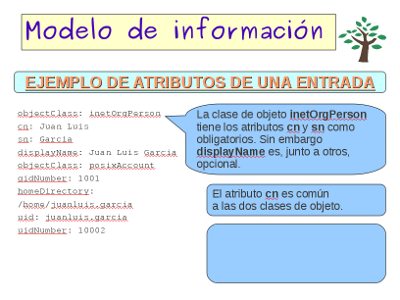 Modelo de información
EJEMPLO DE ATRIBUTOS DE UNA ENTRADA
objectClass: inetOrgPerson
cn: Juan Luis
sn: Garcia
displayName: Juan Luis Garcia
objectClass: posixAccount
gidNumber: 1001
homeDirectory:
/home/juanluis.garcia
uid: juanluis.garcia
uidNumber: 10002
La clase de objeto inetOrgPerson
tiene los atributos cn y sn como
obligatorios. Sin embargo
displayName es, junto a otros,
opcional.
El atributo cn es común
a las dos clases de objeto.